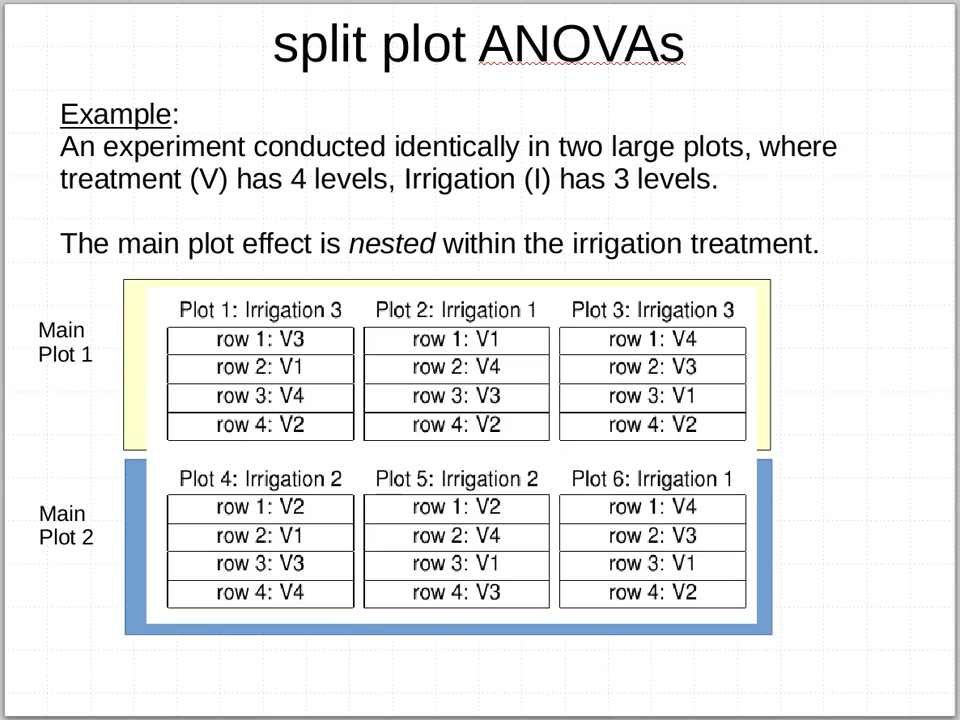 split plot ANOVAs
Example:
An experiment conducted identically in two large plots, where
treatment (V) has 4 levels, Irrigation (I) has 3 levels.
The main plot effect is nested within the irrigation treatment.
Main
Plot 1
Plot 1: Irrigation 3
row 1: V3
row 2: V1
row 3: V4
row 4: V2
Plot 2: Irrigation 1
row 1: V1
row 2: V4
row 3: V3
row 4: V2
Plot 3: Irrigation 3
row 1: V4
row 2: V3
row 3: V1
row 4: V2
Main
Plot 2
Plot 4: Irrigation 2
row 1: V2
row 2: V1
row 3: V3
row 4: V4
Plot 5: Irrigation 2
row 1: V2
row 2: V4
row 3: V1
row 4: V3
Plot 6: Irrigation 1
row 1: V4
row 2: V3
row 3: V1
row 4: V2